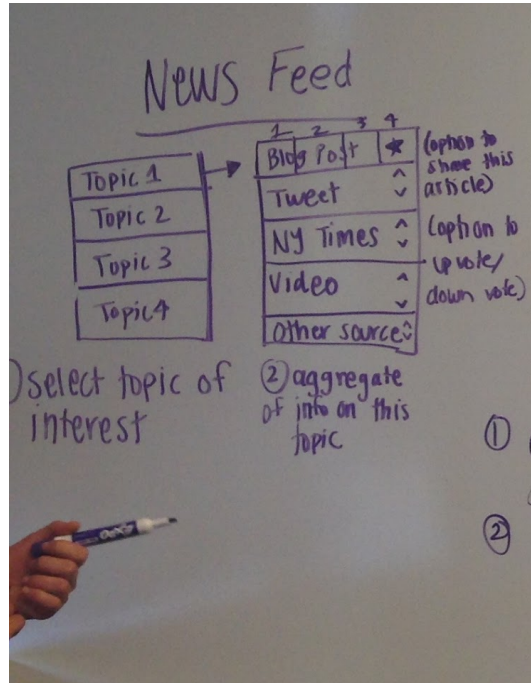 News Feed
Topic 1
Topic 2
Topic 3
Topic 4
1 2 3 4
Blog Post ★
Tweet
NY Times
Video
Other source
(option to
share this
article)
(option to
upvote/
down vote)
① select topic of
interest
② aggregate
of info on this
topic
①
②
EXPO